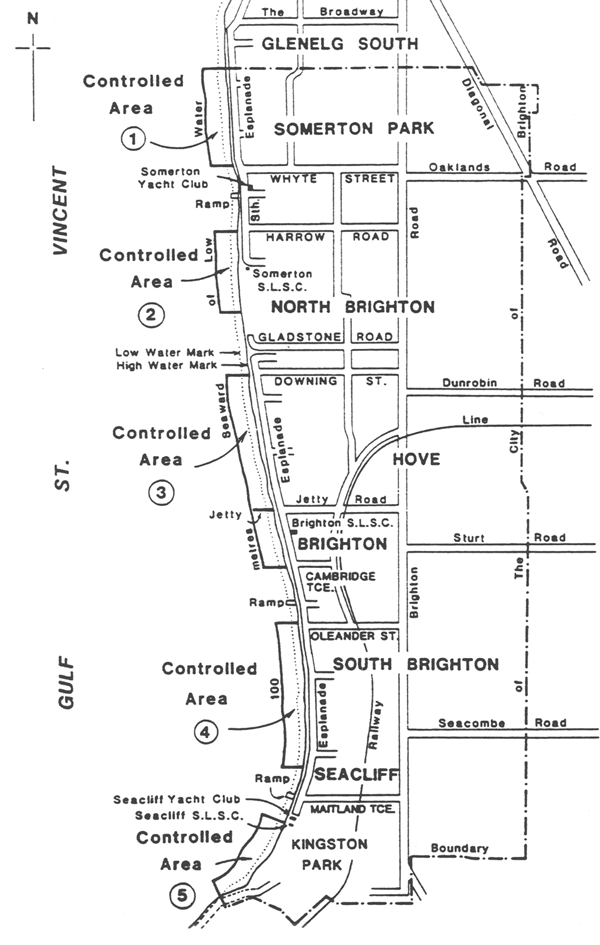 N
The Broadway
GLENELG SOUTH
Controlled
Area
1
Water
Esplanade
SOMERTON PARK
Diagonal
Road
Brighton
Oaklands Road
Somerton
Yacht Club
WHYTE STREET
Ramp
Sth.
Road
HARROW ROAD
VINCENT
Controlled
Area
2
Low
of
Somerton
S.L.S.C.
NORTH BRIGHTON
of
GLADSTONE ROAD
Low Water Mark
High Water Mark
DOWNING ST.
Dunrobin Road
Seaward
Line
Controlled
Area
3
Esplanade
HOVE
City
ST.
Jetty Road
Jetty
Brighton S.L.S.C.
metres
BRIGHTON
Sturt Road
The
CAMBRIDGE
TCE.
Brighton
Ramp
OLEANDER ST.
Controlled
Area
4
100
SOUTH BRIGHTON
GULF
Esplanade
Railway
of
Seacombe Road
SEACLIFF
Ramp
Seacliff Yacht Club
Seacliff S.L.S.C.
MAITLAND TCE.
Controlled
Area
5
KINGSTON
PARK
Boundary